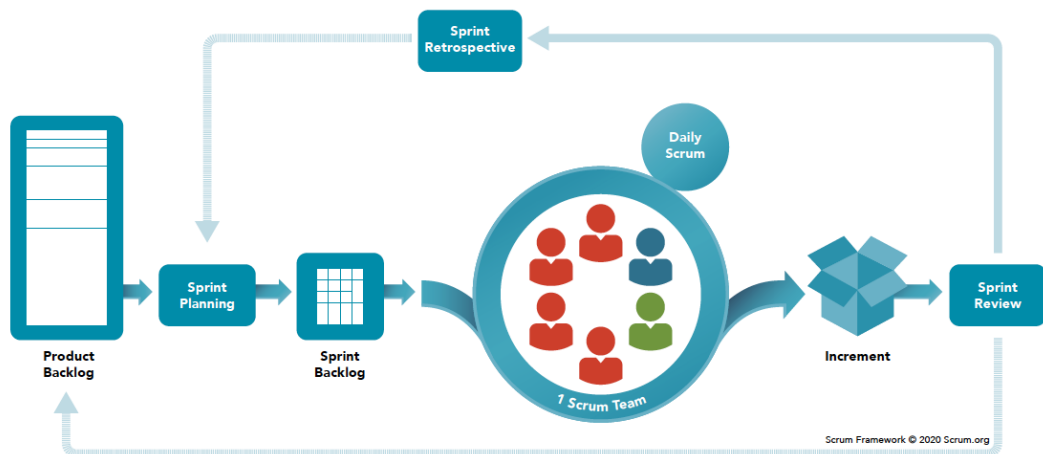 Sprint
Retrospective
Daily
Scrum
Sprint
Planning
Sprint
Review
Product
Backlog
Sprint
Backlog
Increment
1 Scrum Team
Scrum Framework © 2020 Scrum.org